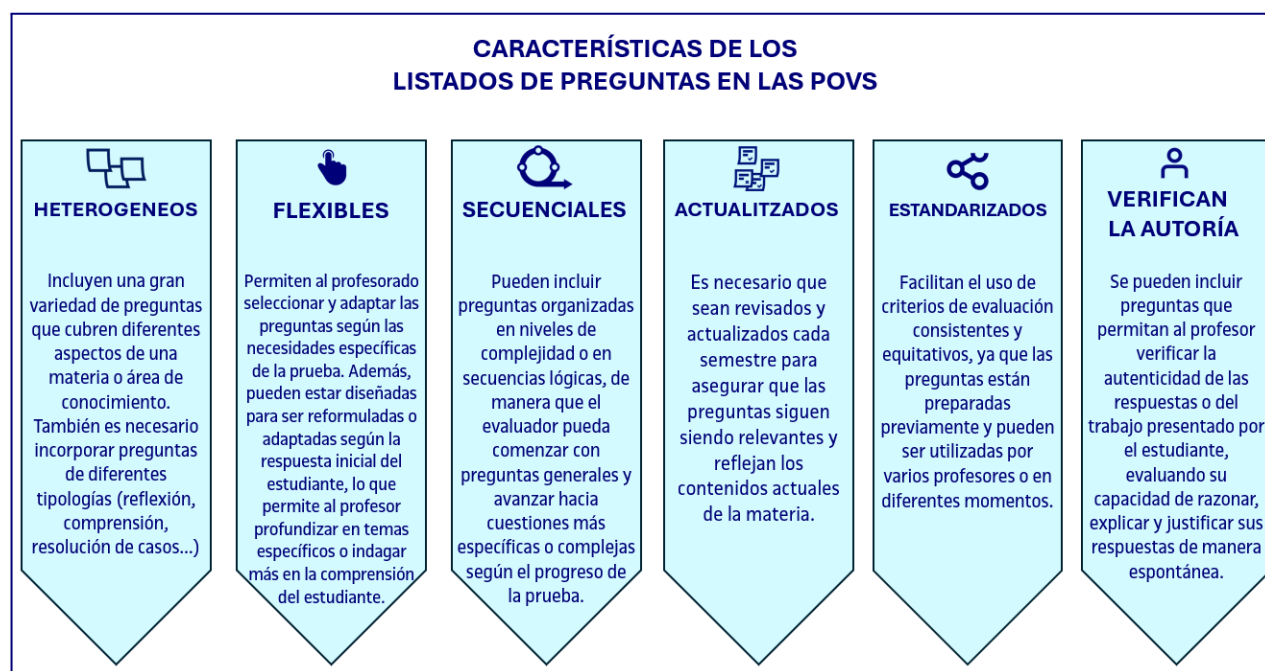 CARACTERÍSTICAS DE LOS
LISTADOS DE PREGUNTAS EN LAS POVS
HETEROGENEOS
Incluyen una gran
variedad de preguntas
que cubren diferentes
aspectos de una
materia o área de
conocimiento.
También es necesario
incorporar preguntas
de diferentes
tipologías (reflexión,
comprensión,
resolución de casos...)
FLEXIBLES
Permiten al profesorado
seleccionar y adaptar las
preguntas según las
necesidades específicas
de la prueba. Además,
pueden estar diseñadas
para ser reformuladas o
adaptadas según la
respuesta inicial del
estudiante, lo que
permite al profesor
profundizar en temas
específicos o indagar
más en la comprensión
del estudiante.
SECUENCIALES
Pueden incluir
preguntas organizadas
en niveles de
complejidad o en
secuencias lógicas, de
manera que el
evaluador pueda
comenzar con
preguntas generales y
avanzar hacia
cuestiones más
específicas o complejas
según el progreso de
la prueba.
ACTUALITZADOS
Es necesario que
sean revisados y
actualizados cada
semestre para
asegurar que las
preguntas siguen
siendo relevantes y
reflejan los
contenidos actuales
de la materia.
ESTANDARIZADOS
Facilitan el uso de
criterios de evaluación
consistentes y
equitativos, ya que las
preguntas están
preparadas
previamente y pueden
ser utilizadas por
varios profesores o en
diferentes momentos.
VERIFICAN
LA AUTORÍA
Se pueden incluir
preguntas que
permitan al profesor
verificar la
autenticidad de las
respuestas o del
trabajo presentado por
el estudiante,
evaluando su
capacidad de razonar,
explicar y justificar sus
respuestas de manera
espontánea.